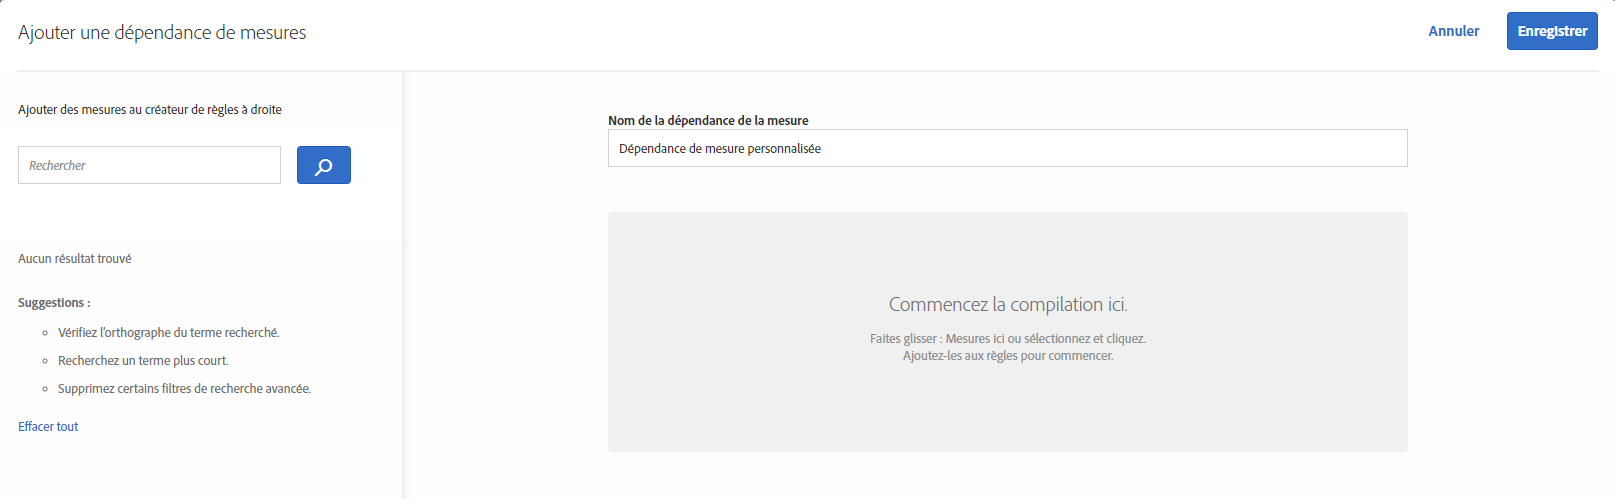 Ajouter une dépendance de mesures
Annuler
Enregistrer
Ajouter des mesures au créateur de règles à droite
Rechercher
Aucun résultat trouvé
Suggestions :
Vérifiez l'orthographe du terme recherché.
Recherchez un terme plus court.
Supprimez certains filtres de recherche avancée.
Effacer tout
Nom de la dépendance de la mesure
Dépendance de mesure personnalisée
Commencez la compilation ici.
Faites glisser : Mesures ici ou sélectionnez et cliquez.
Ajoutez-les aux règles pour commencer.